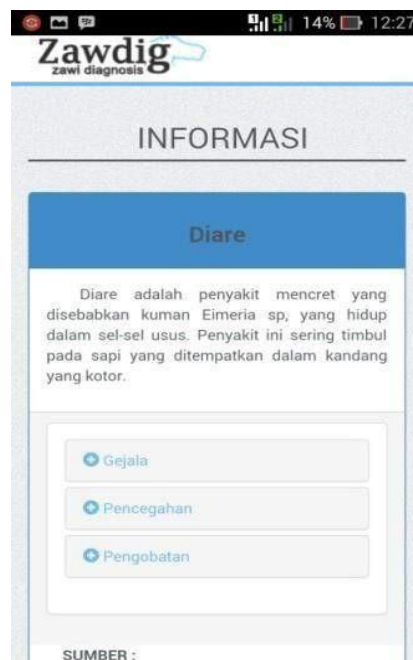 14% 12:27
Zawdig
zawi diagnosis
INFORMASI
Diare
Diare adalah penyakit mencret yang
disebabkan kuman Eimeria sp, yang hidup
dalam sel-sel usus. Penyakit ini sering timbul
pada sapi yang ditempatkan dalam kandang
yang kotor.
Gejala
Pencegahan
Pengobatan
SUMBER :